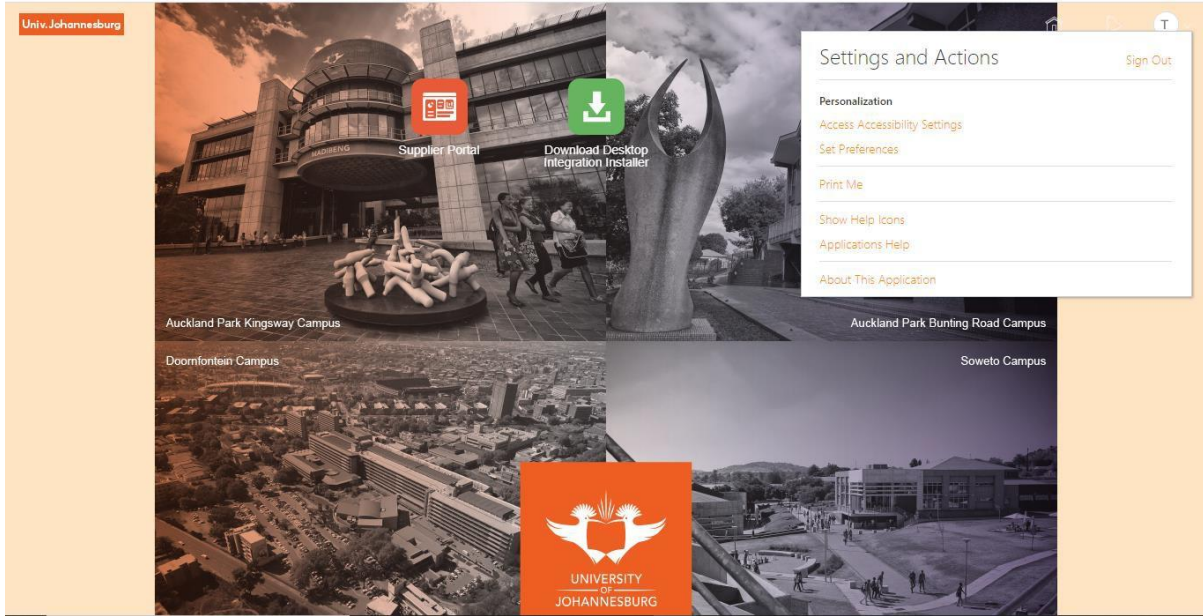 Univ.Johannesburg
T
Settings and Actions
Sign Out
Personalization
Access Accessibility Settings
Set Preferences
Print Me
Show Help Icons
Applications Help
About This Application
MADIBENG
Supplier Portal
Download Desktop
Integration Installer
Auckland Park Kingsway Campus
Auckland Park Bunting Road Campus
Doornfontein Campus
Soweto Campus
UNIVERSITY
OF
JOHANNESBURG